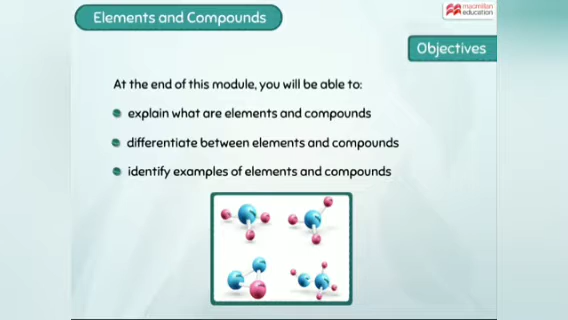 Elements and Compounds
macmillan
education
Objectives
At the end of this module, you will be able to:
explain what are elements and compounds
differentiate between elements and compounds
identify examples of elements and compounds